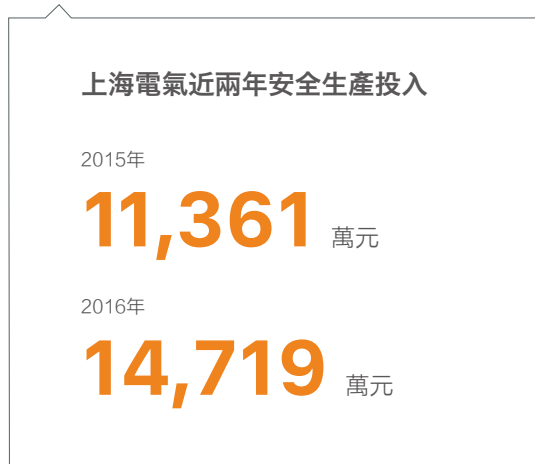 上海電氣近兩年安全生產投入
2015年
11,361 萬元
2016年
14,719 萬元